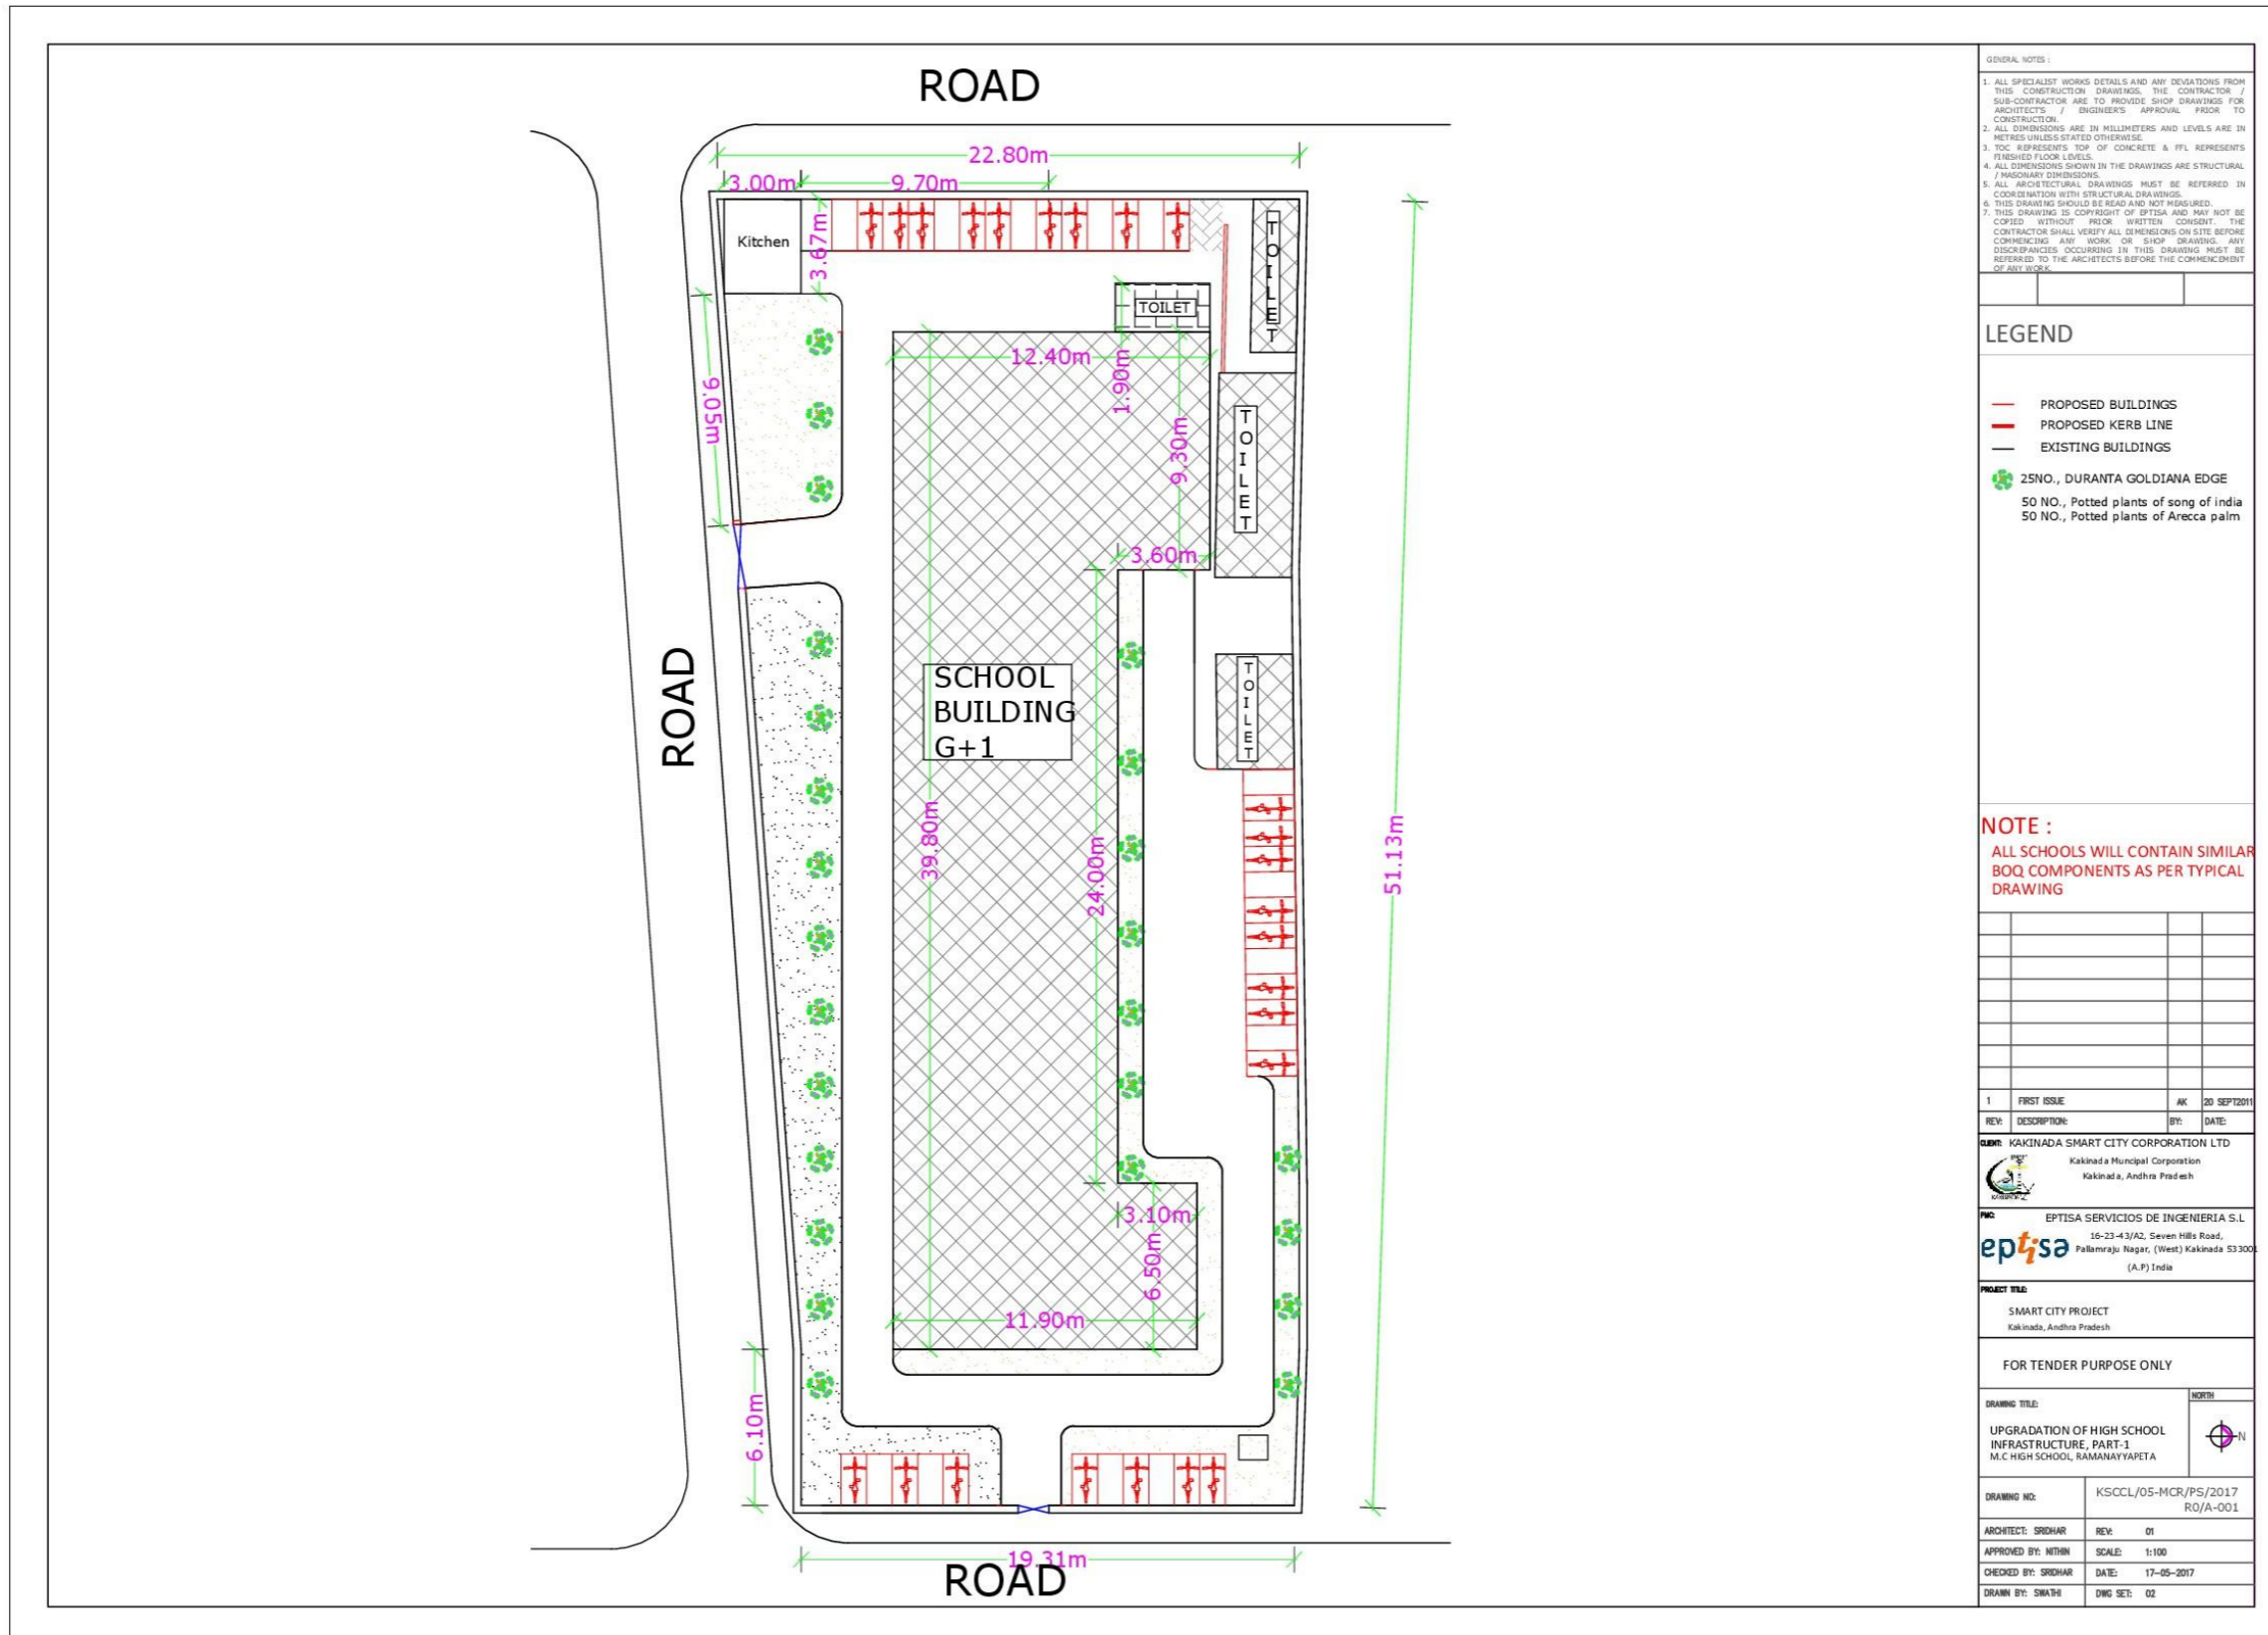 ROAD
22.80m
3.00m
9.70m
Kitchen
3.67m
TOILET
TOILET
12.40m
1.90m
9.05m
9.30m
TOILET
3.60m
SCHOOL
BUILDING
G+1
ROAD
TOILET
39.80m
24.00m
51.13m
3.10m
6.50m
11.90m
6.10m
19.31m
ROAD
GENERAL NOTES :
1. ALL SPECIALIST WORKS DETAILS AND ANY DEVIATIONS FROM
THIS CONSTRUCTION DRAWINGS, THE CONTRACTOR /
SUB-CONTRACTOR ARE TO PROVIDE SHOP DRAWINGS FOR
ARCHITECT'S / ENGINEER'S APPROVAL PRIOR TO
CONSTRUCTION.
2. ALL DIMENSIONS ARE IN MILLIMETERS AND LEVELS ARE IN
METRES UNLESS STATED OTHERWISE.
3. TOC REPRESENTS TOP OF CONCRETE & FFL REPRESENTS
FINISHED FLOOR LEVELS.
4. ALL DIMENSIONS SHOWN IN THE DRAWINGS ARE STRUCTURAL
/ MASONARY DIMENSIONS.
5. ALL ARCHITECTURAL DRAWINGS MUST BE REFERRED IN
COORDINATION WITH STRUCTURAL DRAWINGS.
6. THIS DRAWING SHOULD BE READ AND NOT MEASURED.
7. THIS DRAWING IS COPYRIGHT OF EPTISA AND MAY NOT BE
COPIED WITHOUT PRIOR WRITTEN CONSENT. THE
CONTRACTOR SHALL VERIFY ALL DIMENSIONS ON SITE BEFORE
COMMENCING ANY WORK OR SHOP DRAWING. ANY
DISCREPANCIES OCCURRING IN THIS DRAWING MUST BE
REFERRED TO THE ARCHITECTS BEFORE THE COMMENCEMENT
OF ANY WORK.
LEGEND
PROPOSED BUILDINGS
PROPOSED KERB LINE
EXISTING BUILDINGS
25NO., DURANTA GOLDIANA EDGE
50 NO., Potted plants of song of india
50 NO., Potted plants of Arecca palm
NOTE :
ALL SCHOOLS WILL CONTAIN SIMILAR
BOQ COMPONENTS AS PER TYPICAL
DRAWING
1 FIRST ISSUE AK 20 SEPT2011
REV: DESCRIPTION: BY: DATE:
CLIENT: KAKINADA SMART CITY CORPORATION LTD
Kakinada Muncipal Corporation
Kakinada, Andhra Pradesh
PMC: EPTISA SERVICIOS DE INGENIERIA S.L
eptisa
16-23-43/A2, Seven Hills Road,
Pallamraju Nagar, (West) Kakinada 533001
(A.P) India
PROJECT TITLE:
SMART CITY PROJECT
Kakinada, Andhra Pradesh
FOR TENDER PURPOSE ONLY
DRAWING TITLE:
NORTH
UPGRADATION OF HIGH SCHOOL
INFRASTRUCTURE, PART-1
M.C HIGH SCHOOL, RAMANAYYAPETA
N
DRAWING NO: KSCCL/05-MCR/PS/2017
R0/A-001
ARCHITECT: SRIDHAR REV: 01
APPROVED BY: NITHIN SCALE: 1:100
CHECKED BY: SRIDHAR DATE: 17-05-2017
DRAWN BY: SWATHI DWG SET: 02